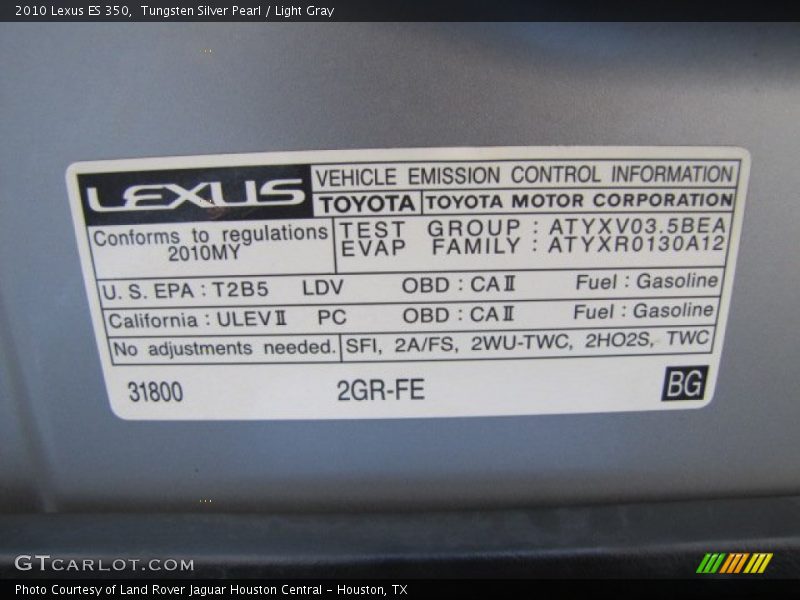 2010 Lexus ES 350, Tungsten Silver Pearl / Light Gray
LEXUS
VEHICLE EMISSION CONTROL INFORMATION
TOYOTA TOYOTA MOTOR CORPORATION
Conforms to regulations
2010MY
TEST GROUP : ATYXV03.5BEA
EVAP FAMILY : ATYXR0130A12
U. S. EPA : T2B5 LDV OBD : CAⅡ Fuel : Gasoline
California : ULEVⅡ PC OBD : CAⅡ Fuel : Gasoline
No adjustments needed. SFI, 2A/FS, 2WU-TWC, 2HO2S, TWC
31800 2GR-FE BG
GTCARLOT.COM
Photo Courtesy of Land Rover Jaguar Houston Central - Houston, TX